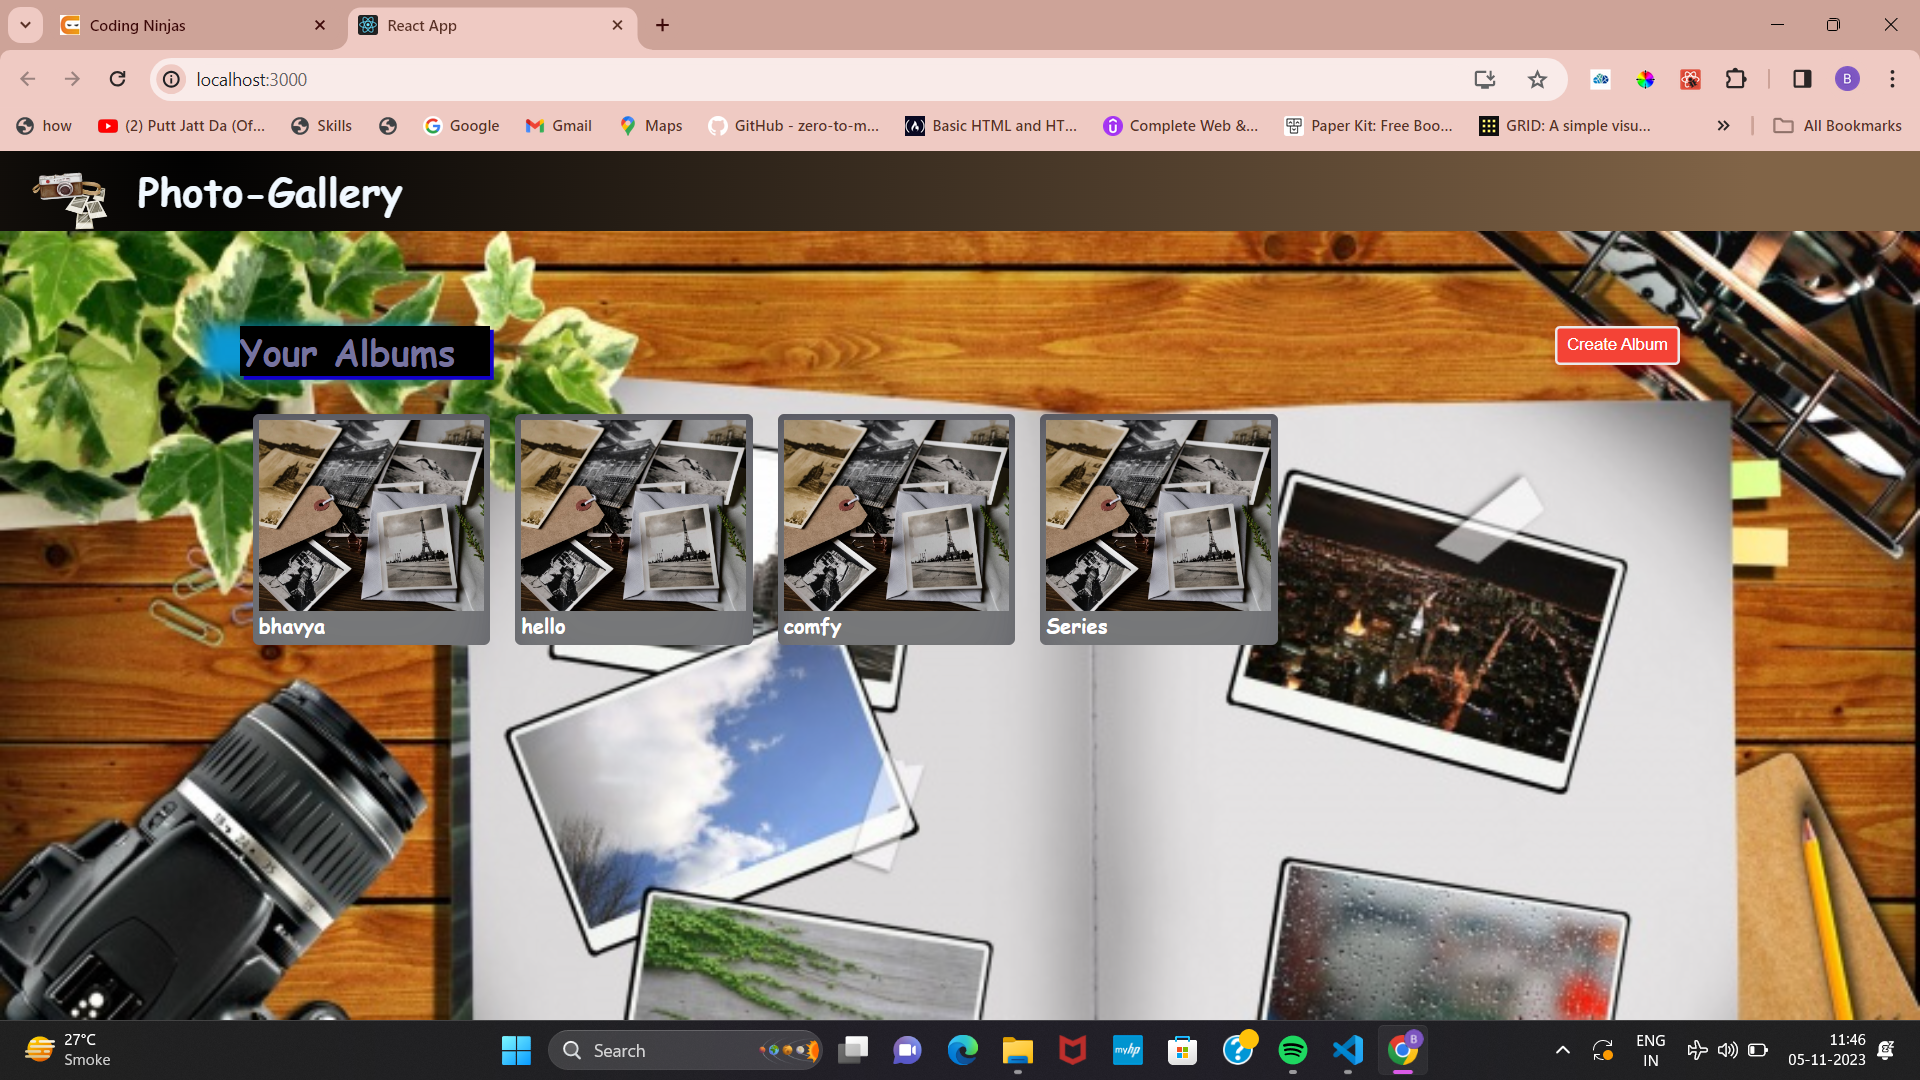 Coding Ninjas
React App
localhost:3000
how
(2) Putt Jatt Da (Of...
Skills
Google
Gmail
Maps
GitHub - zero-to-m...
Basic HTML and HT...
Complete Web &...
Paper Kit: Free Boo...
GRID: A simple visu...
All Bookmarks
Photo-Gallery
Your Albums
Create Album
bhavya
hello
comfy
Series
27°C
Smoke
Search
myhp
ENG
IN
11:46
05-11-2023